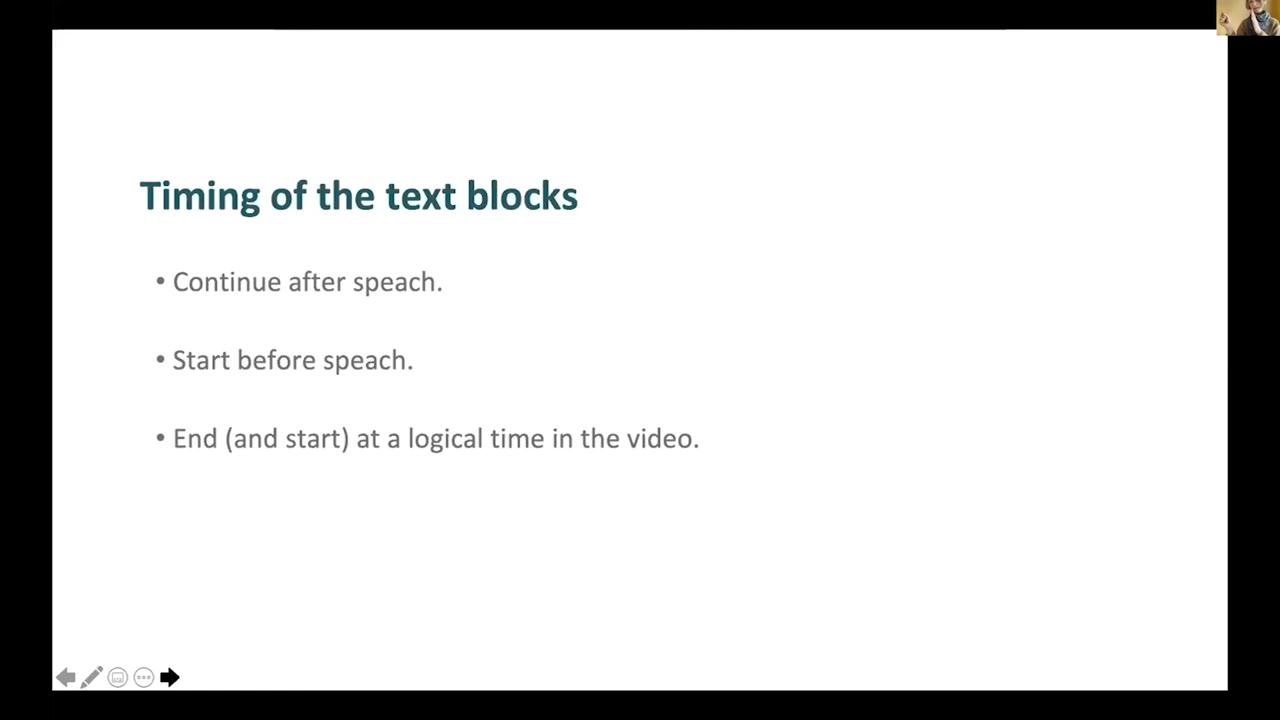 Timing of the text blocks
• Continue after speach.
• Start before speach.
• End (and start) at a logical time in the video.